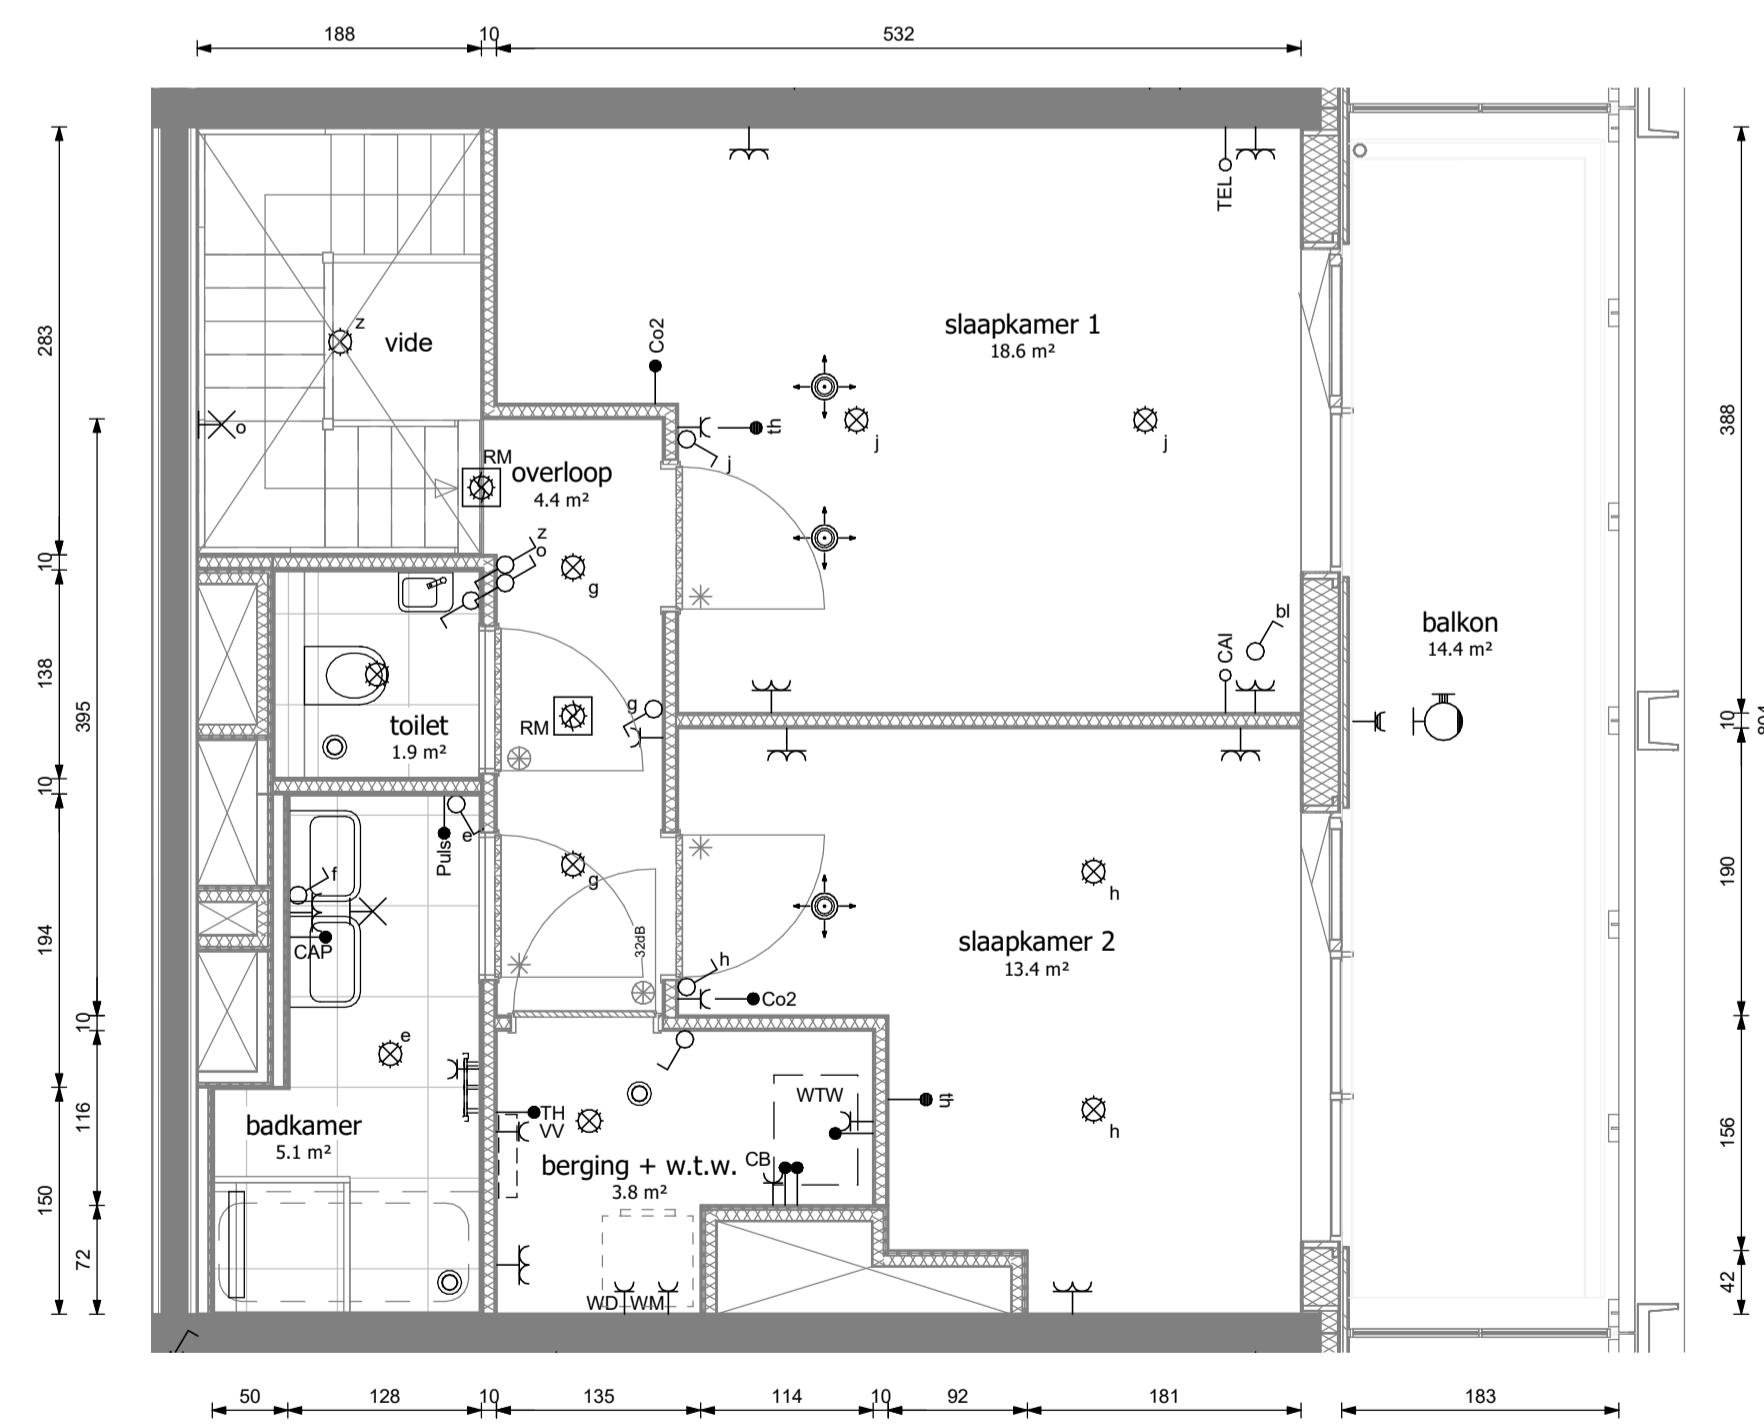 188 10 532
TEL
283
388
slaapkamer 1
18.6 m²
z
vide
Co2
o
th
j
j
j
RM
overloop
4.4 m²
z
o
10
g
bl
balkon
14.4 m²
CAI
138
395
toilet
1.9 m²
g
RM
10
804
10
Puls
e
g
h
190
f
194
CAP
32dB
slaapkamer 2
13.4 m²
h
Co2
10
e
WTW
th
badkamer
5.1 m²
TH
VV
h
116
156
berging + w.t.w.
3.8 m²
CB
150
72
42
WD WM
50 128 10 135 114 10 92 181 183